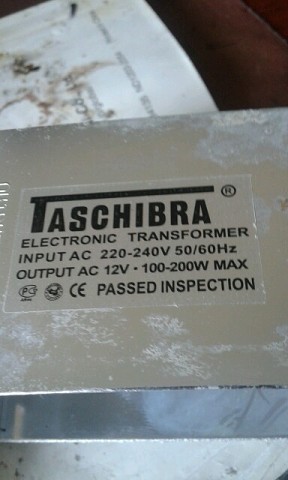 TASCHIBRA ®
ELECTRONIC TRANSFORMER
INPUT AC 220-240V 50/60Hz
OUTPUT AC 12V • 100-200W MAX
CE PASSED INSPECTION